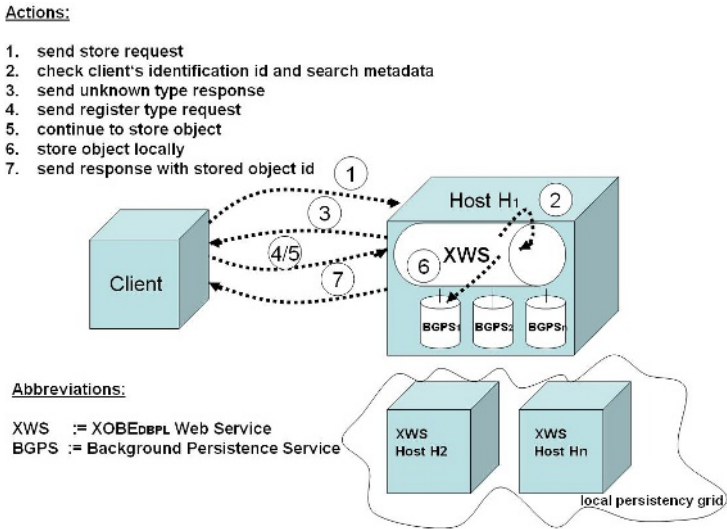 Actions:
1. send store request
2. check client's identification id and search metadata
3. send unknown type response
4. send register type request
5. continue to store object
6. store object locally
7. send response with stored object id
1
Host H1
2
3
4/5
XWS
6
Client
7
BGPS1
BGPS2
BGPSn
Abbreviations:
XWS := XOBEDBPL Web Service
BGPS := Background Persistence Service
XWS
Host H2
XWS
Host Hn
local persistency grid